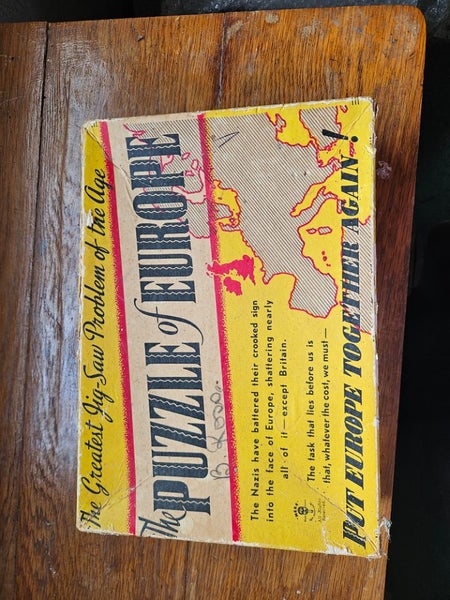 The Greatest Jig-Saw Problem of the Age
The PUZZLE of EUROPE
The Nazis have battered their crooked sign
into the face of Europe, shattering nearly
all of it — except Britain.
The task that lies before us is
that, whatever the cost, we must —
PUT EUROPE TOGETHER AGAIN!